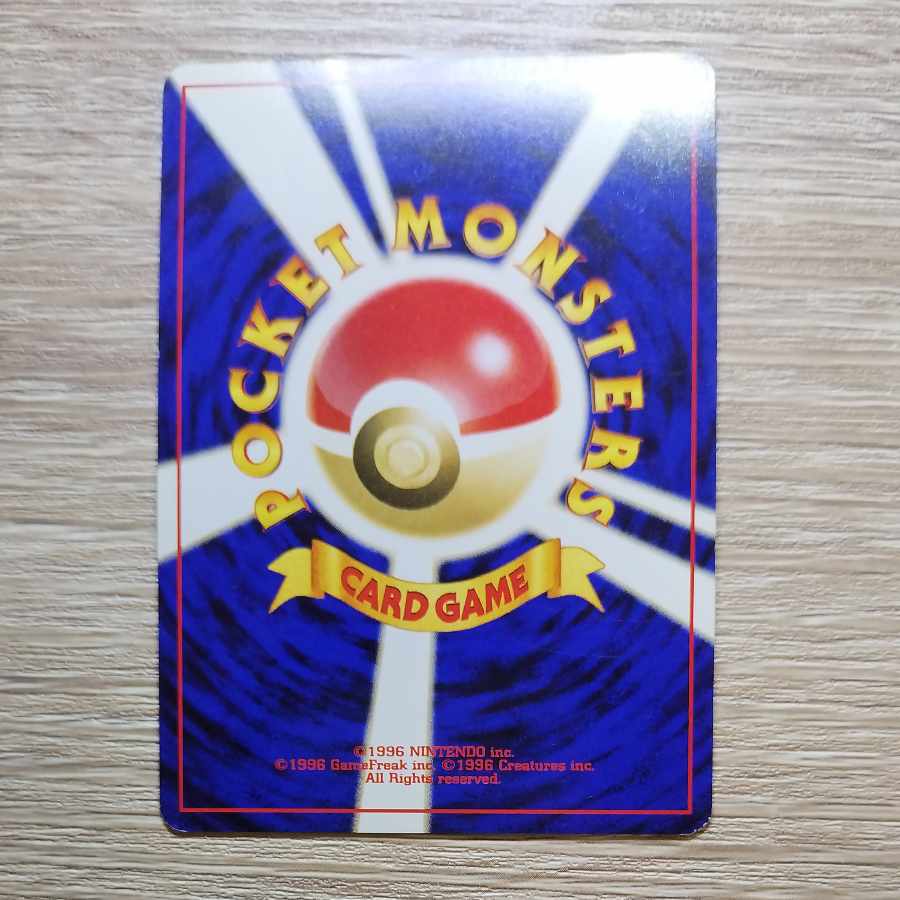 POCKET MONSTERS
CARD GAME
©1996 NINTENDO inc.
©1996 GameFreak inc. ©1996 Creatures inc.
All Rights reserved.